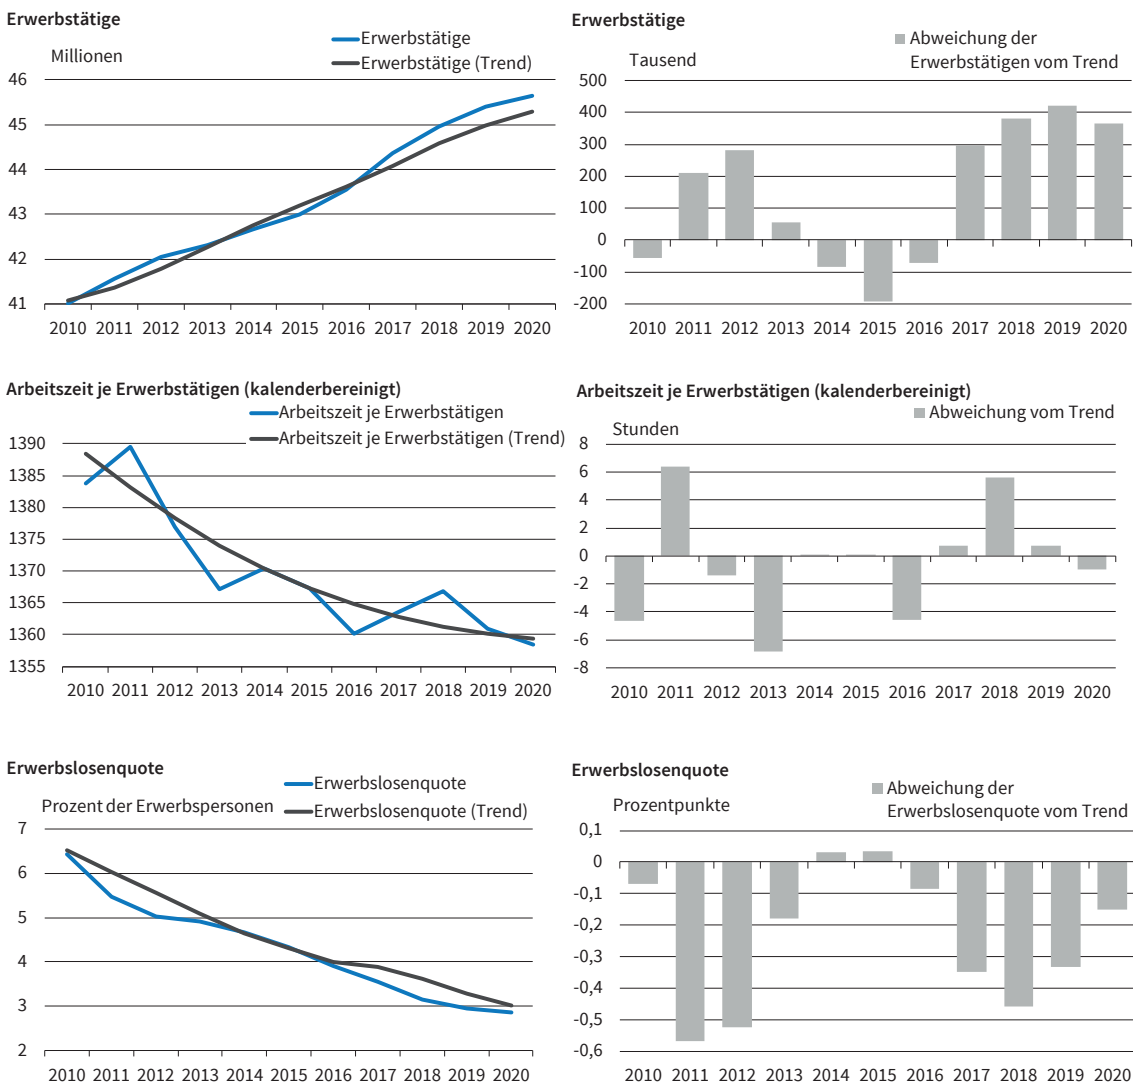 Erwerbstätige
Millionen
Erwerbstätige
Erwerbstätige (Trend)
46
45
44
43
42
41
2010 2011 2012 2013 2014 2015 2016 2017 2018 2019 2020
Erwerbstätige
Tausend
Abweichung der
Erwerbstätigen vom Trend
500
400
300
200
100
0
-100
-200
2010 2011 2012 2013 2014 2015 2016 2017 2018 2019 2020
Arbeitszeit je Erwerbstätigen (kalenderbereinigt)
Arbeitszeit je Erwerbstätigen
Arbeitszeit je Erwerbstätigen (Trend)
1390
1385
1380
1375
1370
1365
1360
1355
2010 2011 2012 2013 2014 2015 2016 2017 2018 2019 2020
Arbeitszeit je Erwerbstätigen (kalenderbereinigt)
Abweichung vom Trend
Stunden
8
6
4
2
0
-2
-4
-6
-8
2010 2011 2012 2013 2014 2015 2016 2017 2018 2019 2020
Erwerbslosenquote
Erwerbslosenquote
Prozent der Erwerbspersonen
Erwerbslosenquote (Trend)
7
6
5
4
3
2
2010 2011 2012 2013 2014 2015 2016 2017 2018 2019 2020
Erwerbslosenquote
Prozentpunkte
Abweichung der
Erwerbslosenquote vom Trend
0,1
0
-0,1
-0,2
-0,3
-0,4
-0,5
-0,6
2010 2011 2012 2013 2014 2015 2016 2017 2018 2019 2020